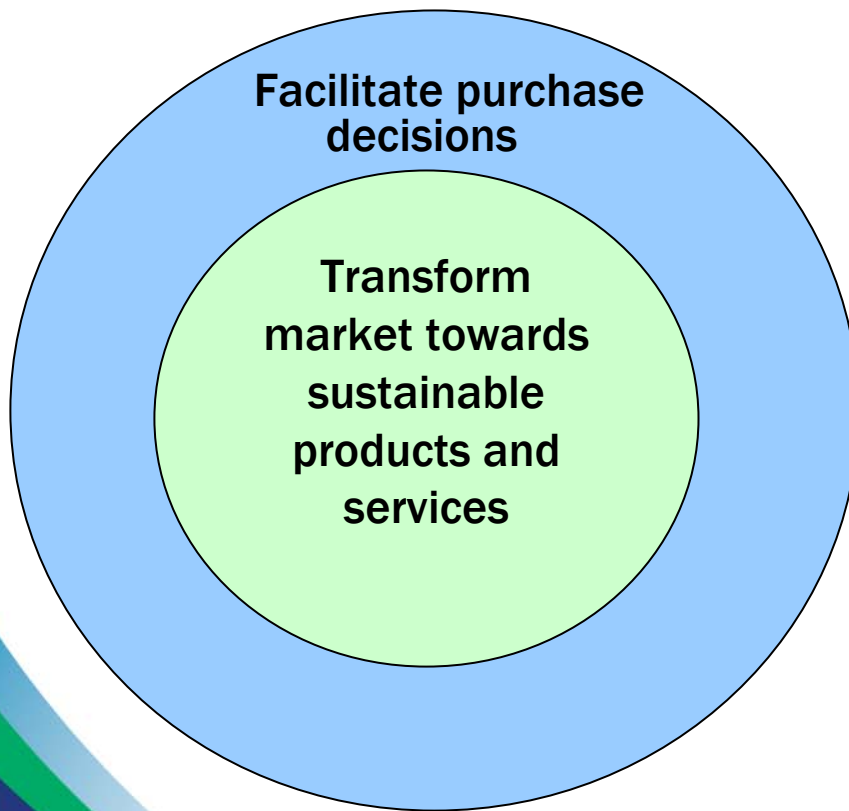 Facilitate purchase
decisions
Transform
market towards
sustainable
products and
services